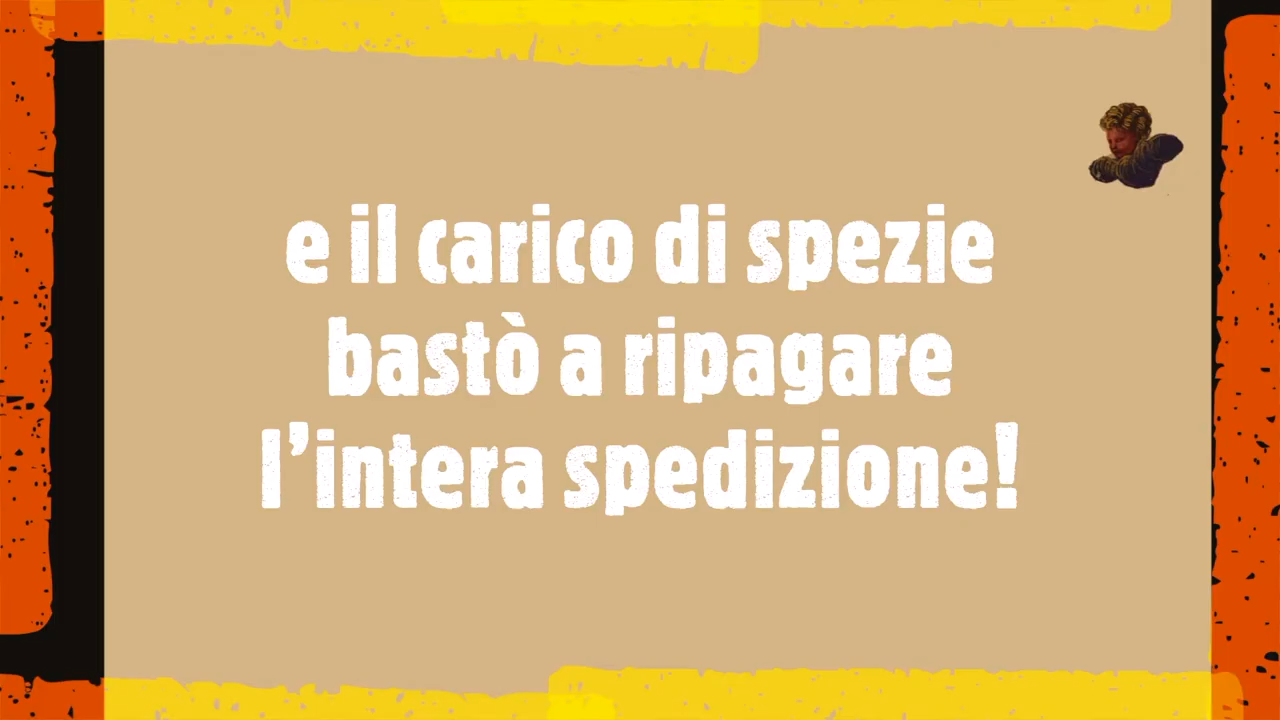 e il carico di spezie
bastò a ripagare
l’intera spedizione!